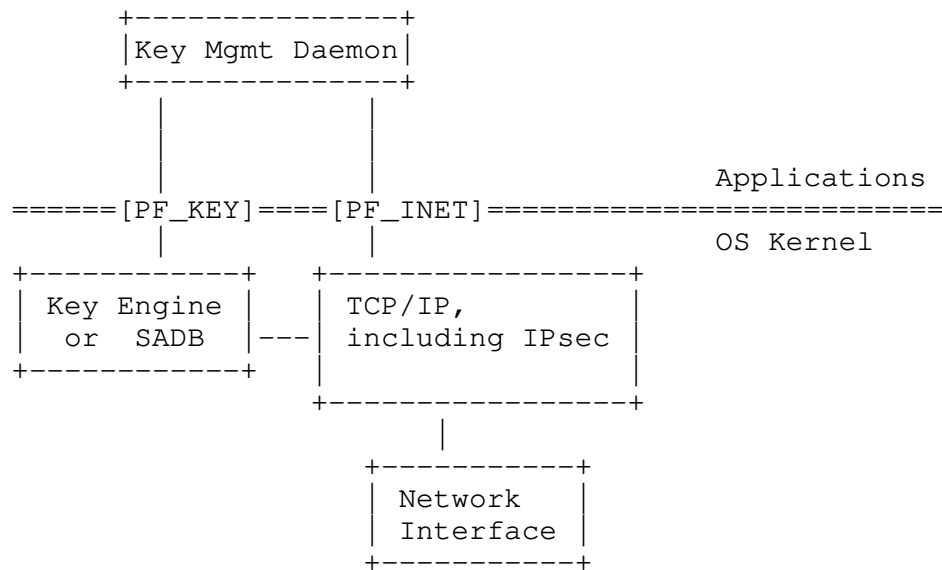 Key Mgmt Daemon
Applications
[PF_KEY]====[PF_INET]
OS Kernel
Key Engine
or SADB
TCP/IP,
including IPsec
Network
Interface